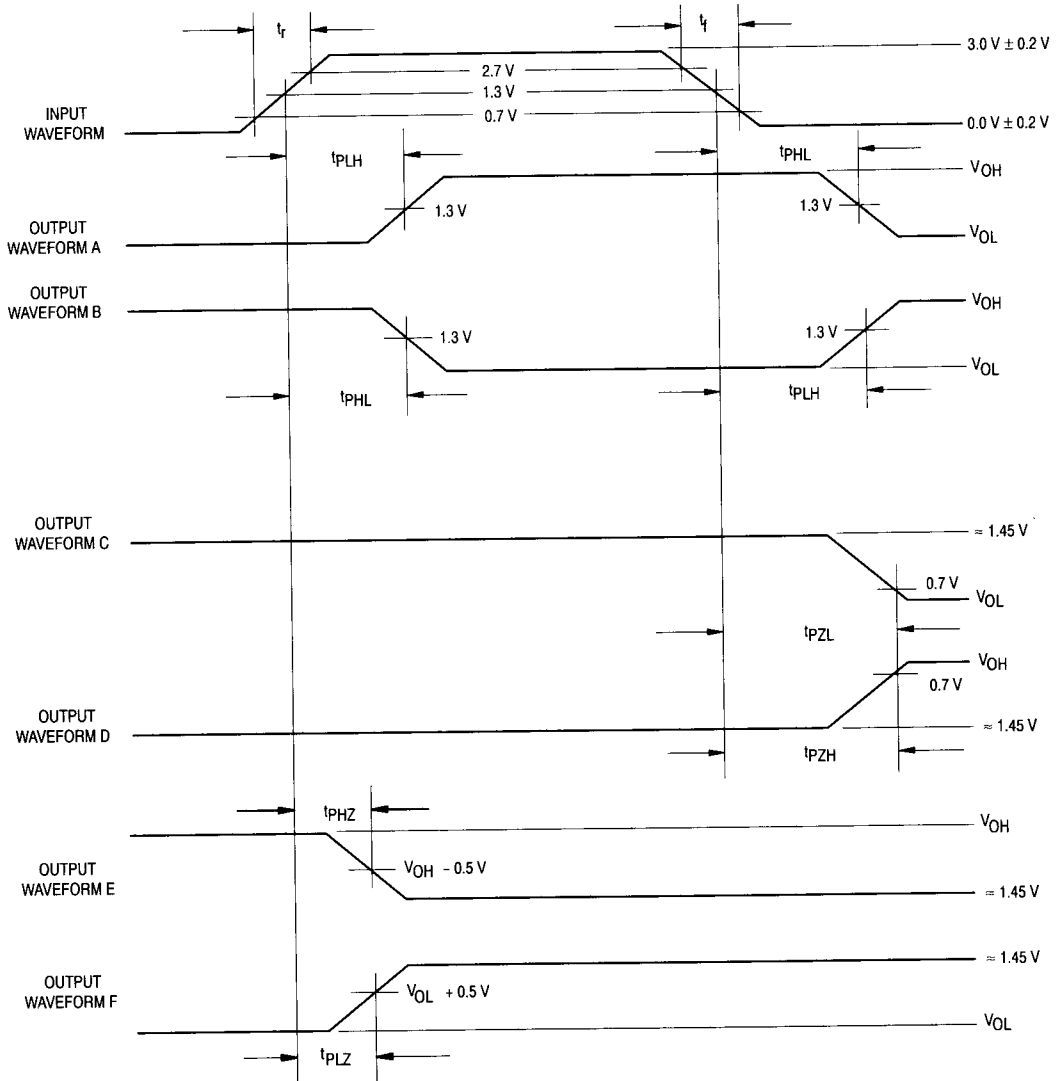 tr
tf
3.0 V ± 0.2 V
2.7 V
1.3 V
0.7 V
INPUT
WAVEFORM
0.0 V ± 0.2 V
tPLH
tPHL
VOH
1.3 V
1.3 V
OUTPUT
WAVEFORM A
VOL
OUTPUT
WAVEFORM B
VOH
1.3 V
1.3 V
VOL
tPHL
tPLH
OUTPUT
WAVEFORM C
≈ 1.45 V
0.7 V
VOL
tPZL
VOH
0.7 V
OUTPUT
WAVEFORM D
≈ 1.45 V
tPZH
tPHZ
VOH
OUTPUT
WAVEFORM E
VOH − 0.5 V
≈ 1.45 V
≈ 1.45 V
OUTPUT
WAVEFORM F
VOL + 0.5 V
VOL
tPLZ